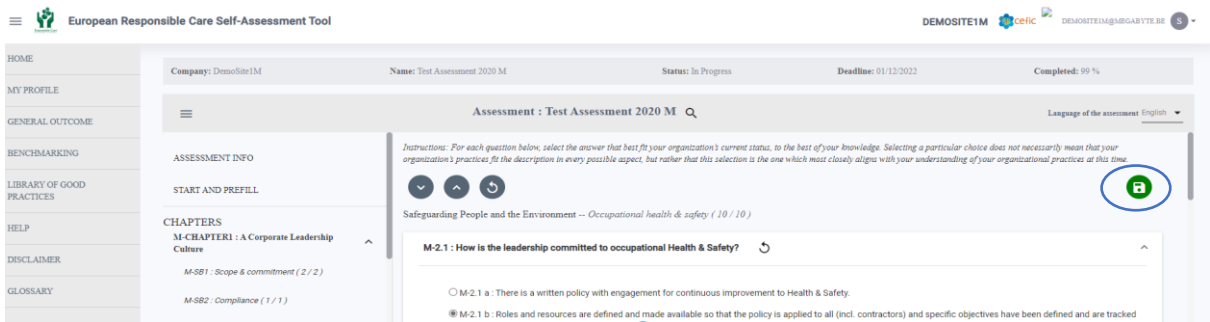 European Responsible Care Self-Assessment Tool
DEMOSITE1M
cefic
DEMOSITE1M@MEGABYTE.BE
S
HOME
MY PROFILE
GENERAL OUTCOME
BENCHMARKING
LIBRARY OF GOOD
PRACTICES
HELP
DISCLAIMER
GLOSSARY
Company: DemoSite1M
Name: Test Assessment 2020 M
Status: In Progress
Deadline: 01/12/2022
Completed: 99 %
Assessment : Test Assessment 2020 M
Language of the assessment English
ASSESSMENT INFO
START AND PREFILL
CHAPTERS
M-CHAPTER1 : A Corporate Leadership
Culture
M-SB1 : Scope & commitment ( 2 / 2 )
M-SB2 : Compliance ( 1 / 1 )
Instructions: For each question below, select the answer that best fit your organization's current status, to the best of your knowledge. Selecting a particular choice does not necessarily mean that your
organization's practices fit the description in every possible aspect, but rather that this selection is the one which most closely aligns with your understanding of your organizational practices at this time.
Safeguarding People and the Environment -- Occupational health & safety ( 10 / 10 )
M-2.1 : How is the leadership committed to occupational Health & Safety?
M-2.1 a : There is a written policy with engagement for continuous improvement to Health & Safety.
M-2.1 b : Roles and resources are defined and made available so that the policy is applied to all (incl. contractors) and specific objectives have been defined and are tracked